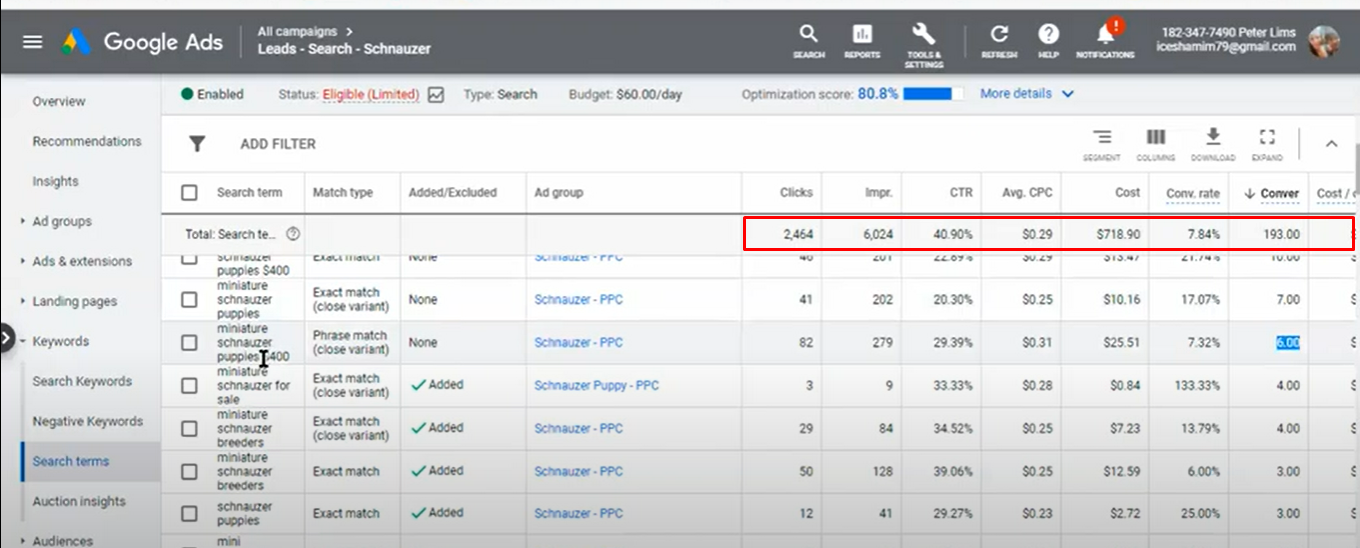 Google Ads
All campaigns >
Leads - Search - Schnauzer
SEARCH
REPORTS
TOOLS &
SETTINGS
REFRESH
HELP
!
NOTIFICATIONS
182-347-7490 Peter Lims
iceshamim79@gmail.com
Enabled
Status: Eligible (Limited)
Type: Search
Budget: $60.00/day
Optimization score: 80.8%
More details
Overview
Recommendations
Insights
Ad groups
Ads & extensions
Landing pages
Keywords
Search Keywords
Negative Keywords
Search terms
Auction insights
Audiences
ADD FILTER
SEGMENT
COLUMNS
DOWNLOAD
EXPAND
Search term Match type Added/Excluded Ad group Clicks Impr. CTR Avg. CPC Cost Conv. rate Conver Cost /
Total: Search te... 2,464 6,024 40.90% $0.29 $718.90 7.84% 193.00
schnauzer
puppies $400
Exact match None Schnauzer - PPC 46 201 22.89% $0.29 $13.47 21.74% 10.00
miniature
schnauzer
puppies
Exact match
(close variant)
None Schnauzer - PPC 41 202 20.30% $0.25 $10.16 17.07% 7.00 $
miniature
schnauzer
puppies $400
Phrase match
(close variant)
None Schnauzer - PPC 82 279 29.39% $0.31 $25.51 7.32% 6.00 $
miniature
schnauzer for
sale
Exact match
(close variant)
Added Schnauzer Puppy - PPC 3 9 33.33% $0.28 $0.84 133.33% 4.00 $
miniature
schnauzer
breeders
Exact match
(close variant)
Added Schnauzer - PPC 29 84 34.52% $0.25 $7.23 13.79% 4.00 $
miniature
schnauzer
breeders
Exact match Added Schnauzer - PPC 50 128 39.06% $0.25 $12.59 6.00% 3.00 $
schnauzer
puppies
Exact match Added Schnauzer - PPC 12 41 29.27% $0.23 $2.72 25.00% 3.00 $
mini